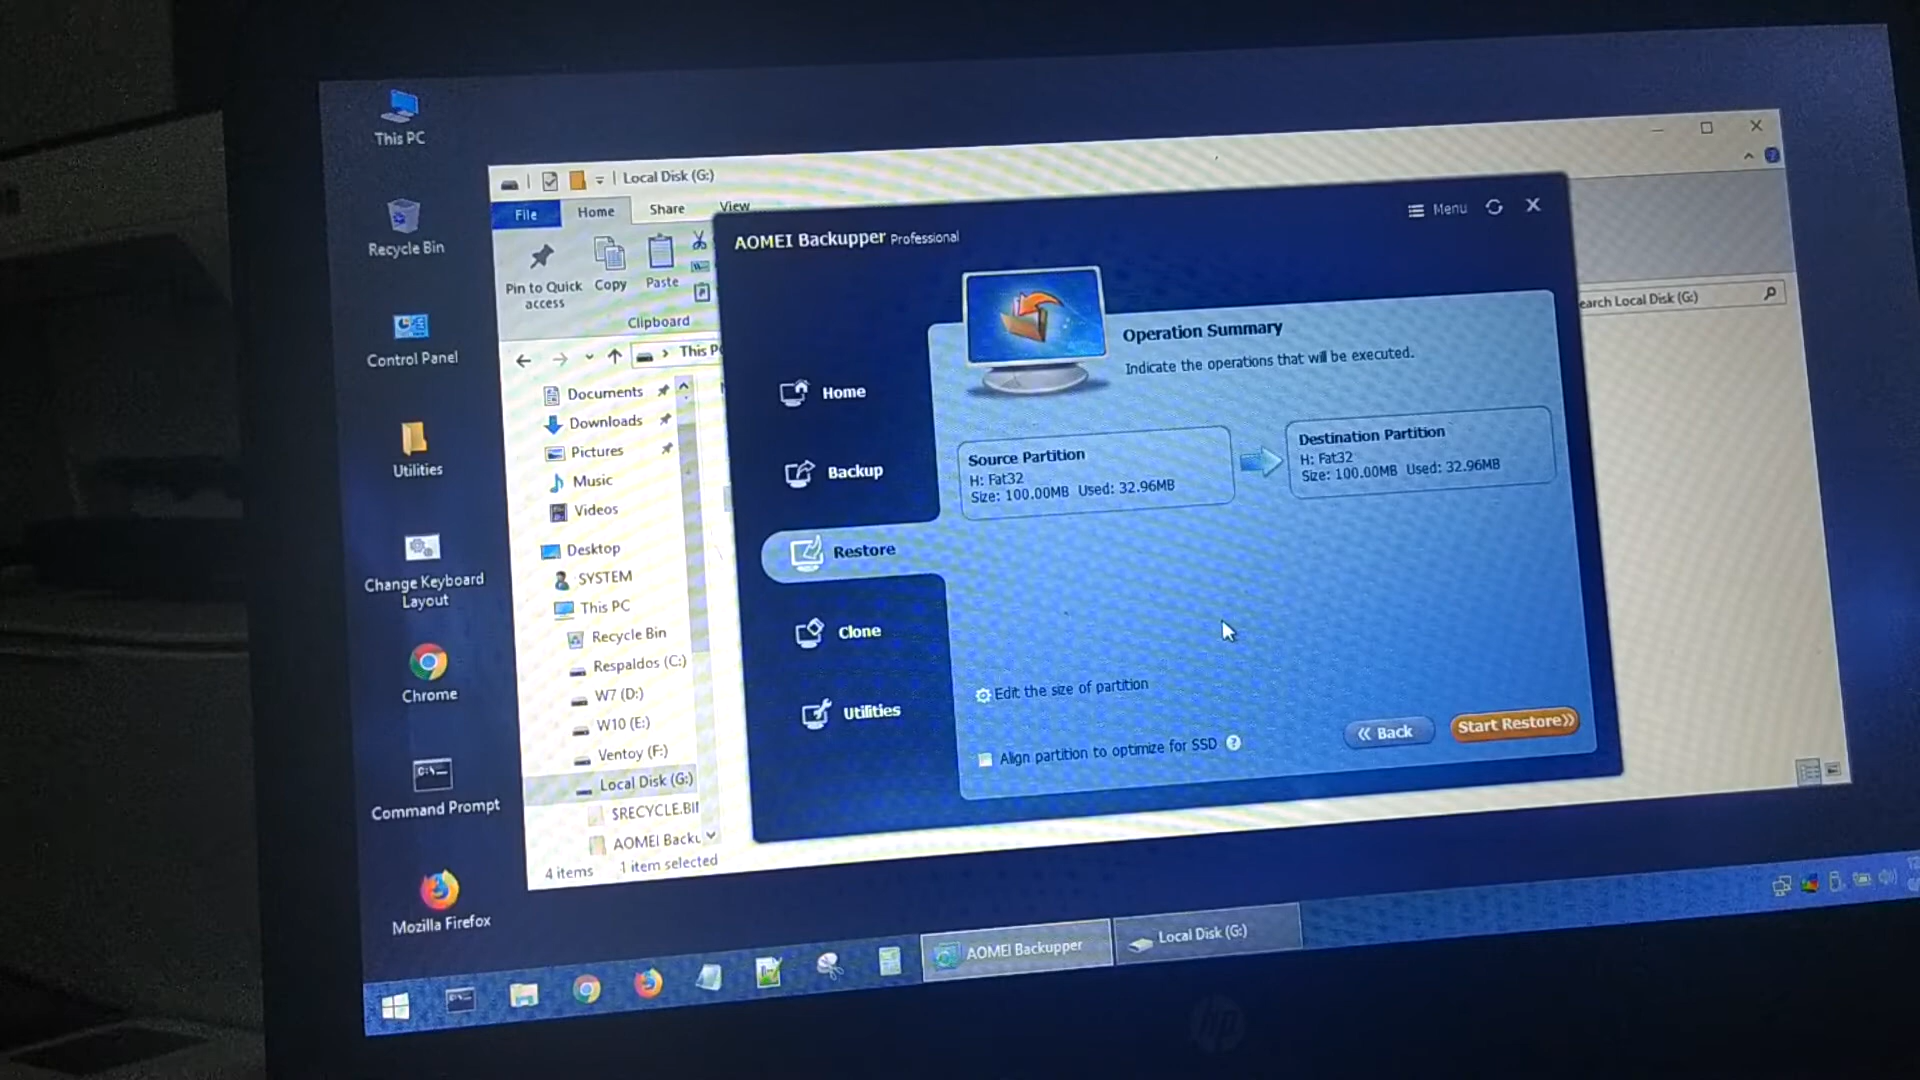 This PC
Recycle Bin
Control Panel
Utilities
Change Keyboard
Layout
Chrome
Command Prompt
Mozilla Firefox
Local Disk (G:)
File
Home
Share
View
Pin to Quick
access
Copy
Paste
Clipboard
This P
earch Local Disk (G:)
Documents
Downloads
Pictures
Music
Videos
Desktop
SYSTEM
This PC
Recycle Bin
Respaldos (C:)
W7 (D:)
W10 (E:)
Ventoy (F:)
Local Disk (G:)
$RECYCLE.BI
AOMEI Back
4 items
1 item selected
AOMEI Backupper Professional
Menu
Home
Backup
Restore
Clone
Utilities
Operation Summary
Indicate the operations that will be executed.
Source Partition
H: Fat32
Size: 100.00MB Used: 32.96MB
Destination Partition
H: Fat32
Size: 100.00MB Used: 32.96MB
Edit the size of partition
Align partition to optimize for SSD
Back
Start Restore
AOMEI Backupper
Local Disk (G:)
hp